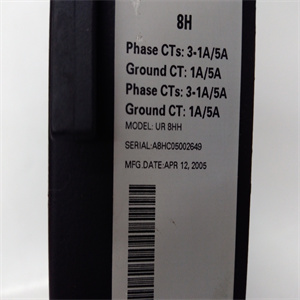 8H
Phase CTs: 3-1A/5A
Ground CT: 1A/5A
Phase CTs: 3-1A/5A
Ground CT: 1A/5A
MODEL: UR 8HH
SERIAL: A8HC05002649
MFG.DATE: APR 12, 2005